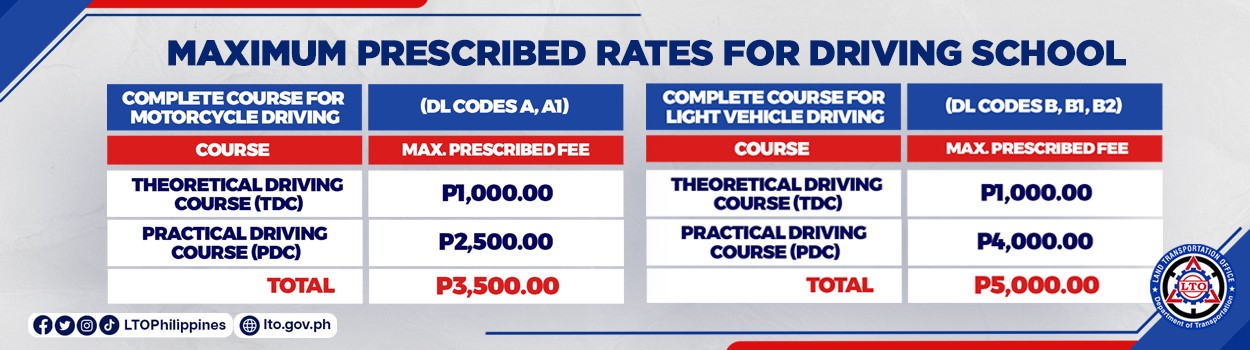 MAXIMUM PRESCRIBED RATES FOR DRIVING SCHOOL
COMPLETE COURSE FOR
MOTORCYCLE DRIVING
(DL CODES A, A1)
COURSE
MAX. PRESCRIBED FEE
THEORETICAL DRIVING
COURSE (TDC)
P1,000.00
PRACTICAL DRIVING
COURSE (PDC)
P2,500.00
TOTAL
P3,500.00
COMPLETE COURSE FOR
LIGHT VEHICLE DRIVING
(DL CODES B, B1, B2)
COURSE
MAX. PRESCRIBED FEE
THEORETICAL DRIVING
COURSE (TDC)
P1,000.00
PRACTICAL DRIVING
COURSE (PDC)
P4,000.00
TOTAL
P5,000.00
LTOPhilippines
lto.gov.ph
LAND TRANSPORTATION OFFICE
LTO
Department of Transportation